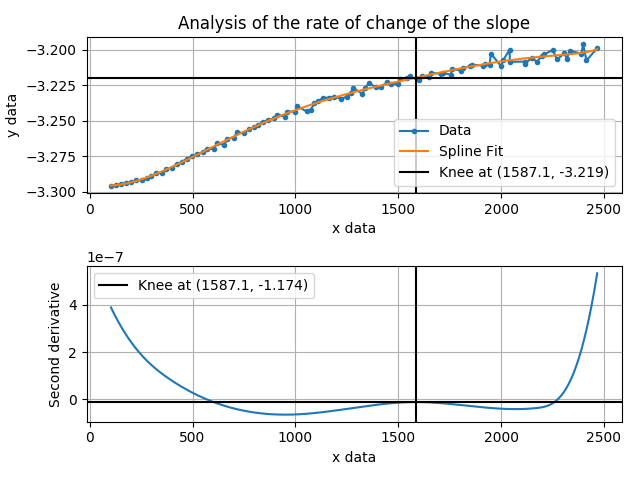 Analysis of the rate of change of the slope
y data
−3.200
−3.225
−3.250
−3.275
−3.300
Data
Spline Fit
Knee at (1587.1, -3.219)
0
500
1000
1500
2000
2500
x data
1e−7
Second derivative
4
2
0
Knee at (1587.1, -1.174)
0
500
1000
1500
2000
2500
x data